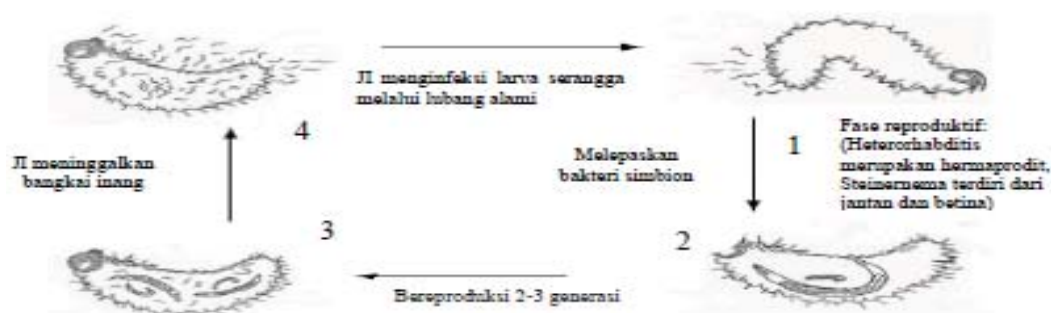 JI menginfeksi larva serangga
melalui lubang alami
4
1
Fase reproduktif:
(Heterorhabditis
merupakan hermaprodit,
Steinernema terdiri dari
jantan dan betina)
Melepaskan
bakteri simbion
JI meninggalkan
bangkai inang
3
2
Bereproduksi 2-3 generasi